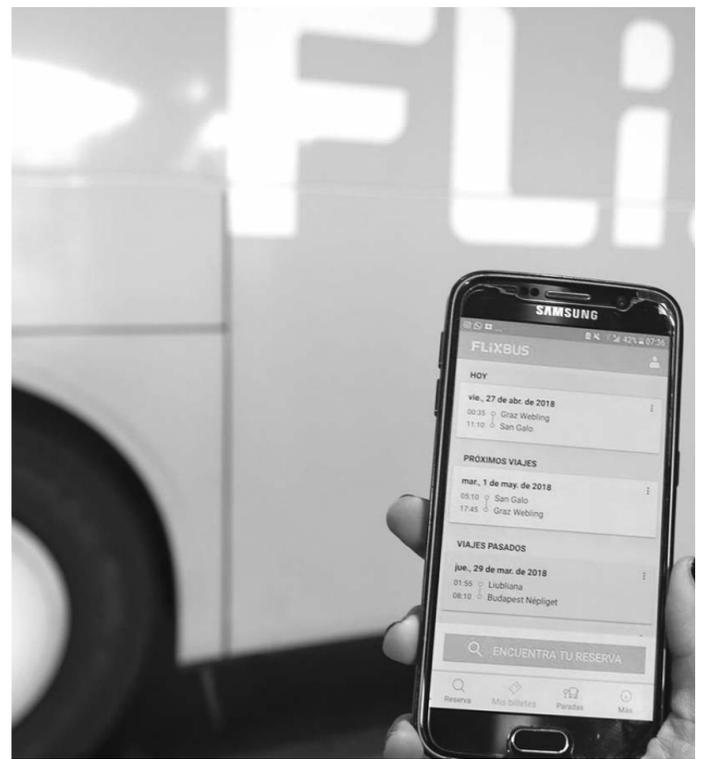 FLi
SAMSUNG
42% 07:36
FLiXBUS
HOY
vie., 27 de abr. de 2018
00:35 Graz Webling
11:10 San Galo
PRÓXIMOS VIAJES
mar., 1 de may. de 2018
05:10 San Galo
17:45 Graz Webling
VIAJES PASADOS
jue., 29 de mar. de 2018
01:55 Liubliana
08:10 Budapest Népliget
ENCUENTRA TU RESERVA
Reserva Mis billetes Paradas Más